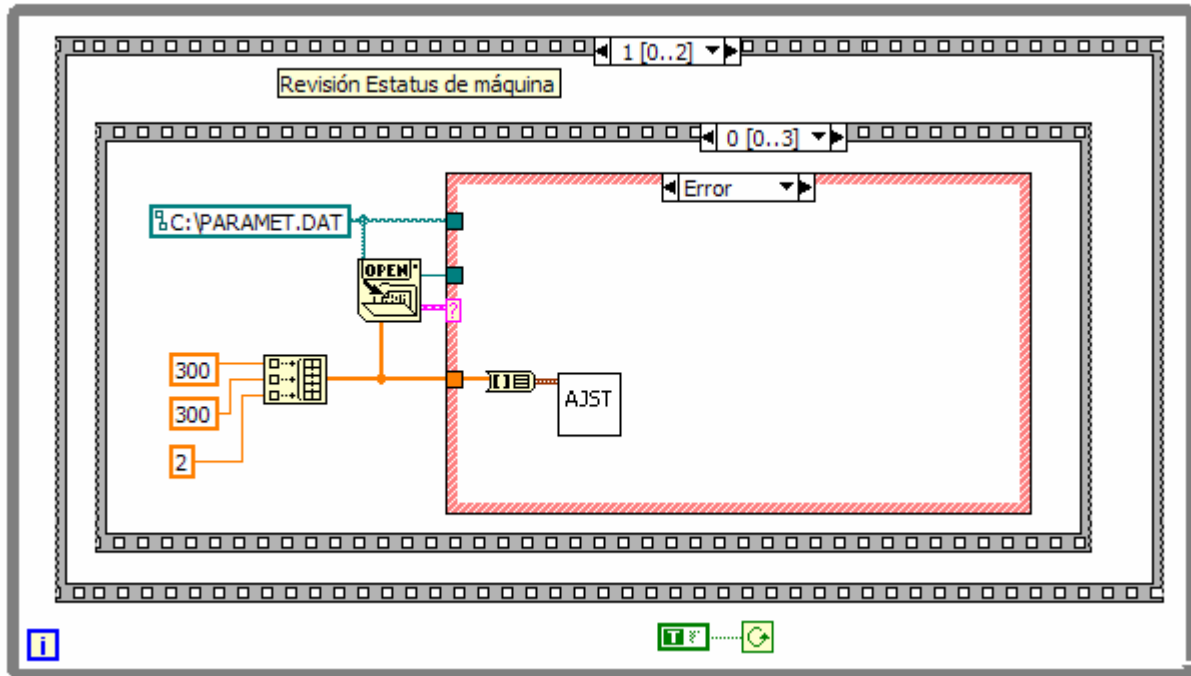 1 [0..2]
Revisión Estatus de máquina
0 [0..3]
Error
C:\PARAMET.DAT
OPEN
300
300
2
AJST
i
T